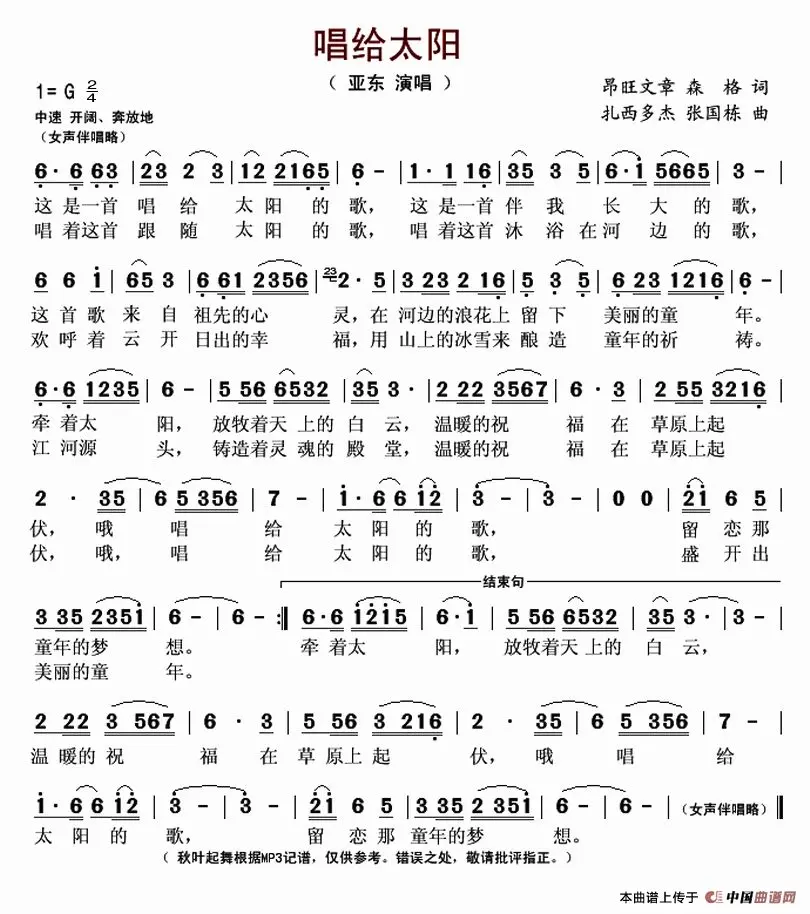 唱给太阳
（ 亚东 演唱 ）
1= G 2/4
昂旺文章 森 格 词
中速 开阔、奔放地
扎西多杰 张国栋 曲
（女声伴唱略）
6· 6 63 | 23 2 3 | 12 2165 | 6 - | 1· 1 16 | 35 3 5 | 6·i 5665 | 3 - |
这 是一首 唱 给 太 阳 的 歌， 这 是一首 伴 我 长 大 的 歌，
唱 着这首 跟 随 太 阳 的 歌， 唱 着这首 沐 浴 在 河 边 的 歌，
6 6 i | 65 3 | 6 61 2356 | 23 2· 5 | 3 23 2 16 | 5 3 5 | 6 23 1216 | 6 - |
这 首 歌 来 自 祖先的心 灵，在 河边的浪花上 留 下 美丽的童 年。
欢 呼 着 云 开 日出的幸 福，用 山上的冰雪来 酿 造 童年的祈 祷。
6·6 1235 | 6 - | 5 56 6532 | 35 3· | 2 22 3567 | 6 · 3 | 2 55 3216 |
牵 着太 阳， 放牧着天 上的 白 云， 温暖的祝 福 在 草原上起
江 河源 头，铸造着灵 魂的 殿 堂，温暖的祝 福 在 草原上起
2 · 35 | 6 5 356 | 7 - | i·6 6 i2 | 3 - | 3 - | 0 0 | 2i 6 5 |
伏， 哦 唱 给 太 阳 的 歌， 留 恋 那
伏， 哦， 唱 给 太 阳 的 歌， 盛 开 出
结束句
3 35 235i | 6 - | 6 - :| 6·6 i2i5 | 6·i | 5 56 6532 | 35 3 - | 3 - |
童年的梦 想。 牵 着太 阳， 放牧着天 上的 白 云，
美丽的童 年。
2 22 3 567 | 6 · 3 | 5 56 3 216 | 2 · 35 | 6 5 356 | 7 - |
温 暖的 祝 福 在 草 原上 起 伏， 哦 唱 给
i·6 6 i2 | 3 - | 3 - | 2i 6 5 | 3 35 235i | 6 - | 6 - （女声伴唱略） ||
太 阳 的 歌， 留 恋 那 童年的梦 想。
（ 秋叶起舞根据MP3记谱，仅供参考。错误之处，敬请批评指正。）
本曲谱上传于 中国曲谱网